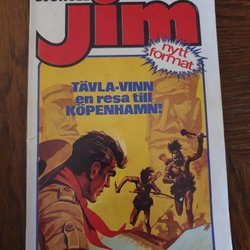 Jim
nytt
format
TÄVLA-VINN
en resa till
KÖPENHAMN!